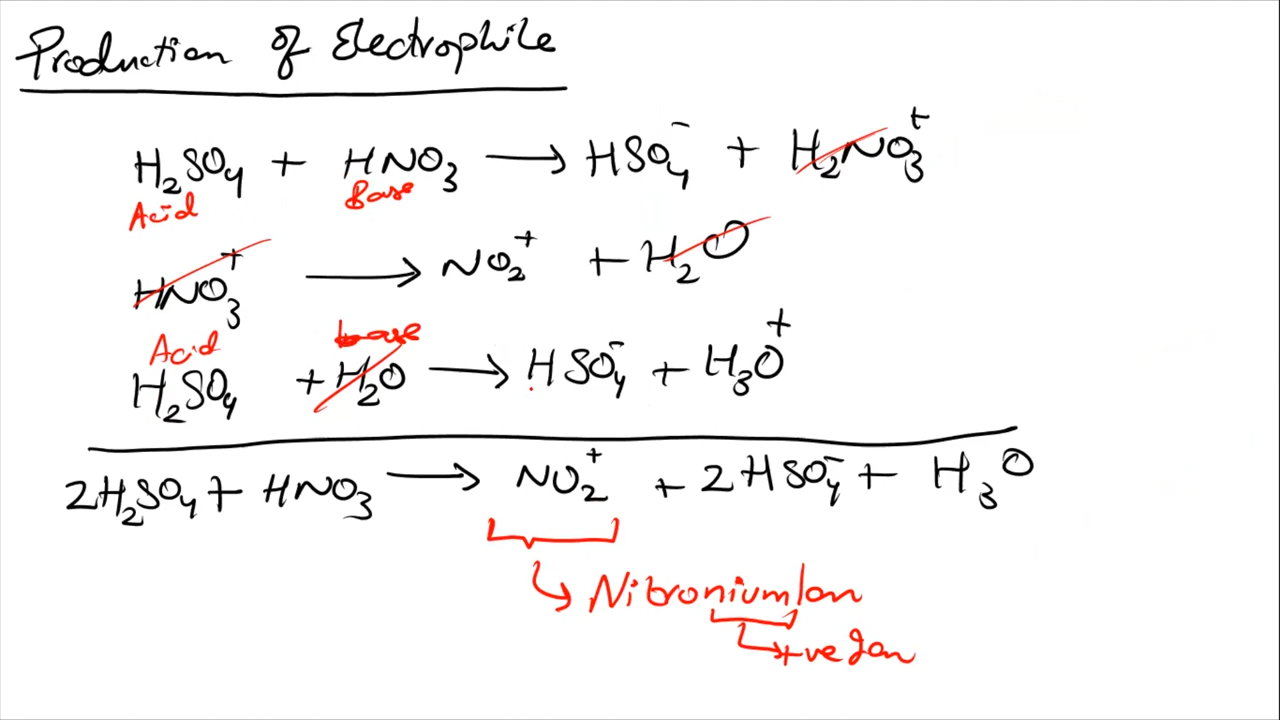 Production of Electrophile
H₂SO₄ + HNO₃ → HSO₄⁻ + H₂NO₃⁺
Acid Base
HNO₃⁺ → NO₂⁺ + H₂O
Acid base
H₂SO₄ + H₂O → HSO₄⁻ + H₃O⁺
2H₂SO₄ + HNO₃ → NO₂⁺ + 2HSO₄⁻ + H₃O
Nitronium Ion
+ve Ion